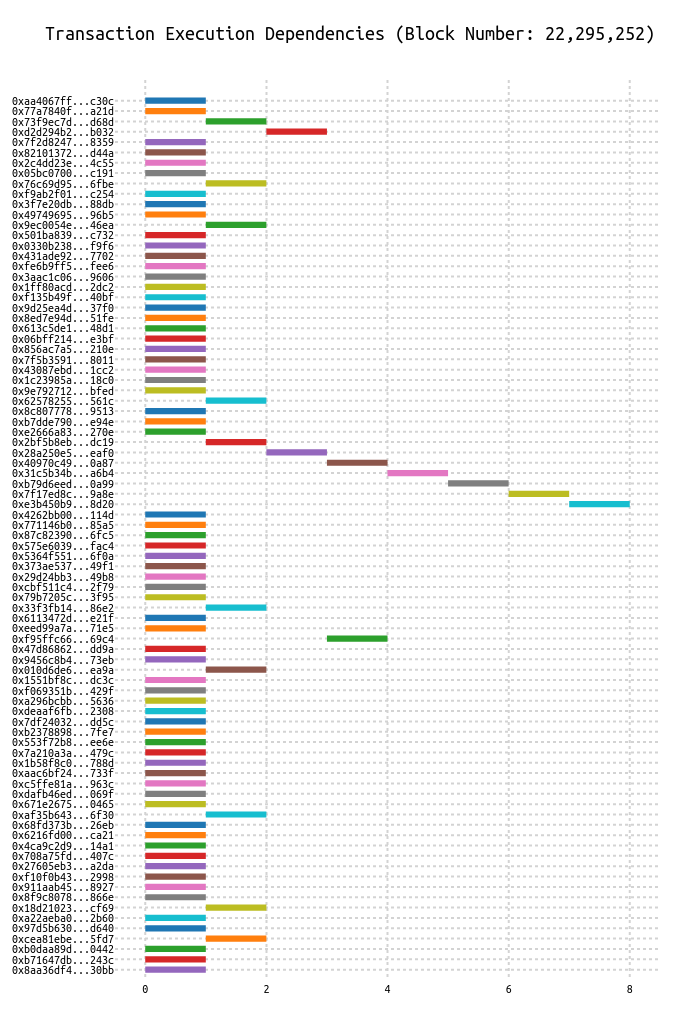 Transaction Execution Dependencies (Block Number: 22,295,252)
0xaa4067ff...c30c
0x77a7840f...a21d
0x73f9ec7d...d68d
0xd2d294b2...b032
0x7f2d8247...8359
0x82101372...d44a
0x2c4dd23e...4c55
0x05bc0700...c191
0x76c69d95...6fbe
0xf9ab2f01...c254
0x3f7e20db...88db
0x49749695...96b5
0x9ec0054e...46ea
0x501ba839...c732
0x0330b238...f9f6
0x431ade92...7702
0xfe6b9ff5...fee6
0x3aac1c06...9606
0x1ff80acd...2dc2
0xf135b49f...40bf
0x9d25ea4d...37f0
0x8ed7e94d...51fe
0x613c5de1...48d1
0x06bff214...e3bf
0x856ac7a5...210e
0x7f5b3591...8011
0x43087ebd...1cc2
0x1c23985a...18c0
0x9e792712...bfed
0x62578255...561c
0x8c807778...9513
0xb7dde790...e94e
0xe2666a83...270e
0x2bf5b8eb...dc19
0x28a250e5...eaf0
0x40970c49...0a87
0x31c5b34b...a6b4
0xb79d6eed...0a99
0x7f17ed8c...9a8e
0xe3b450b9...8d20
0x4262bb00...114d
0x771146b0...85a5
0x87c82390...6fc5
0x575e6039...fac4
0x5364f551...6f0a
0x373ae537...49f1
0x29d24bb3...49b8
0xcbf511c4...2f79
0x79b7205c...3f95
0x33f3fb14...86e2
0x6113472d...e21f
0xeed99a7a...71e5
0xf95ffc66...69c4
0x47d86862...dd9a
0x9456c8b4...73eb
0x010d6de6...ea9a
0x1551bf8c...dc3c
0xf069351b...429f
0xa296bcbb...5636
0xdeaaf6fb...2308
0x7df24032...dd5c
0xb2378898...7fe7
0x553f72b8...ee6e
0x7a210a3a...479c
0x1b58f8c0...788d
0xaac6bf24...733f
0xc5ffe81a...963c
0xdafb46ed...069f
0x671e2675...0465
0xaf35b643...6f30
0x68fd373b...26eb
0x6216fd00...ca21
0x4ca9c2d9...14a1
0x708a75fd...407c
0x27605eb3...a2da
0xf10f0b43...2998
0x911aab45...8927
0x8f9c8078...866e
0x18d21023...cf69
0xa22aeba0...2b60
0x97d5b630...d640
0xcea81ebe...5fd7
0xb0daa89d...0442
0xb71647db...243c
0x8aa36df4...30bb
0 2 4 6 8